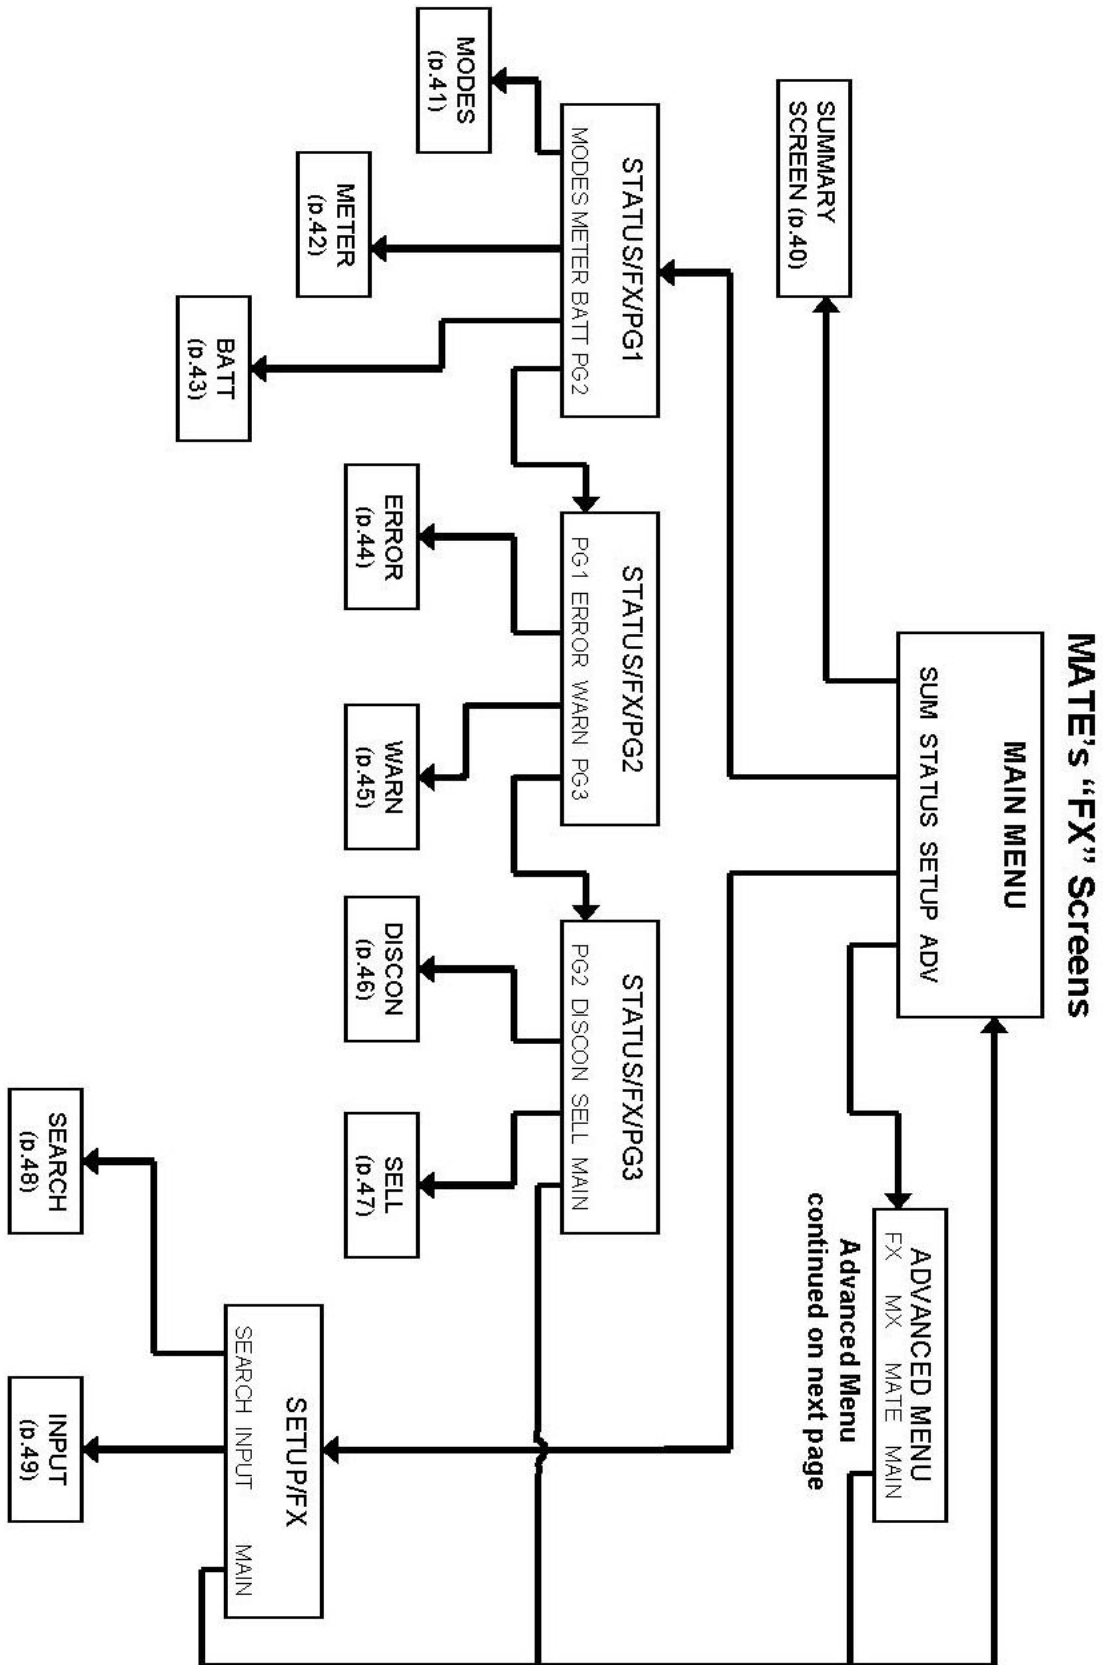 MATE's “FX” Screens
MAIN MENU
SUM STATUS SETUP ADV
SUMMARY
SCREEN (p.40)
ADVANCED MENU
FX MX MATE MAIN
Advanced Menu
continued on next page
STATUS/FX/PG1
MODES METER BATT PG2
STATUS/FX/PG2
PG1 ERROR WARN PG3
STATUS/FX/PG3
PG2 DISCON SELL MAIN
MODES
(p.41)
METER
(p.42)
BATT
(p.43)
ERROR
(p.44)
WARN
(p.45)
DISCON
(p.46)
SELL
(p.47)
SETUP/FX
SEARCH INPUT MAIN
SEARCH
(p.48)
INPUT
(p.49)